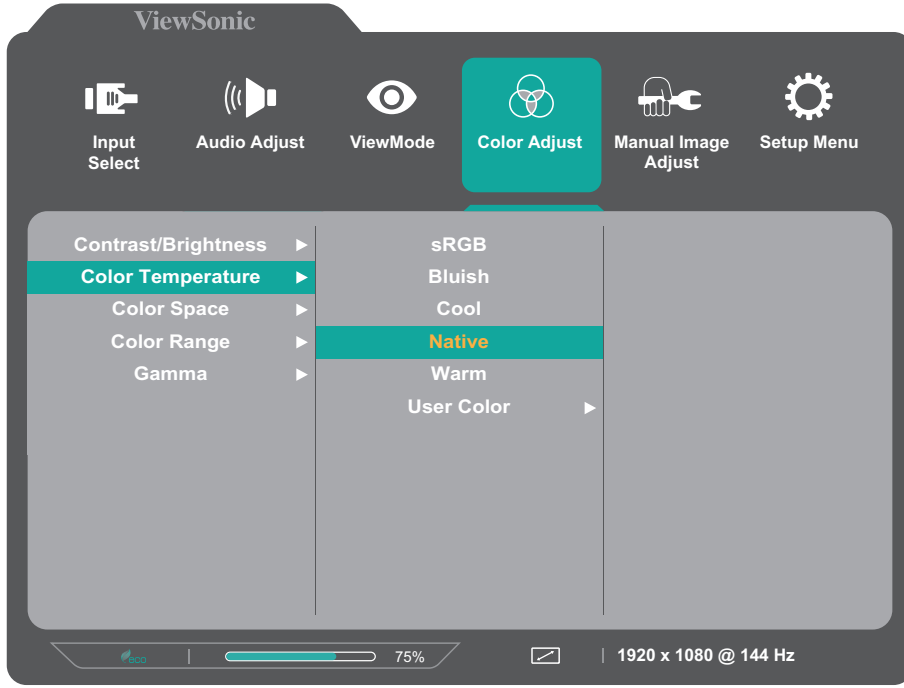 ViewSonic
Input
Select
Audio Adjust
ViewMode
Color Adjust
Manual Image
Adjust
Setup Menu
Contrast/Brightness
Color Temperature
Color Space
Color Range
Gamma
sRGB
Bluish
Cool
Native
Warm
User Color
eco
75%
1920 x 1080 @ 144 Hz